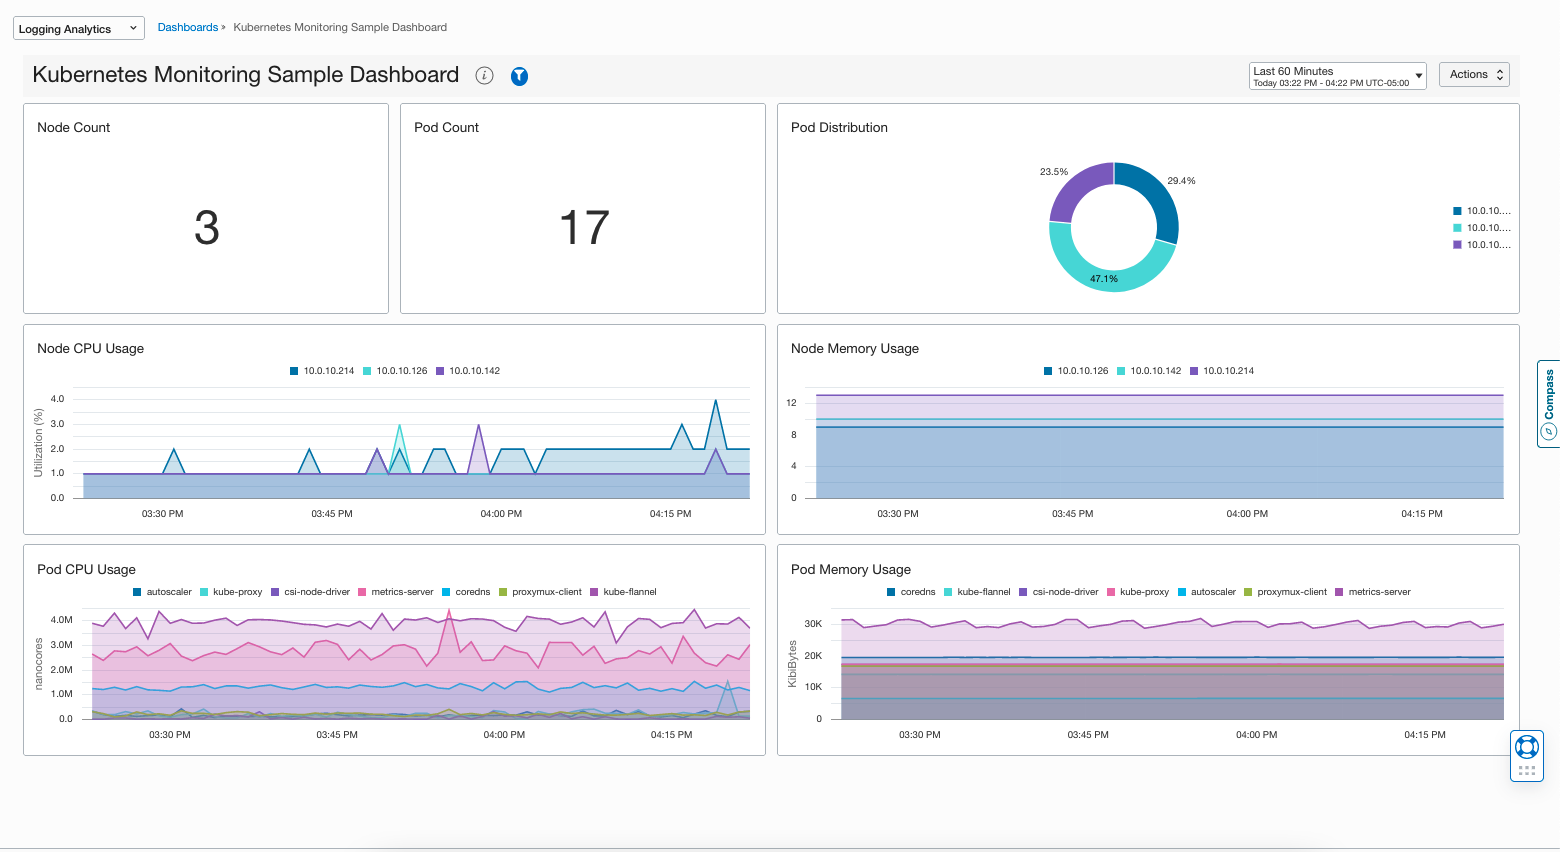 Logging Analytics
Dashboards » Kubernetes Monitoring Sample Dashboard
Kubernetes Monitoring Sample Dashboard
i
Last 60 Minutes
Today 03:22 PM - 04:22 PM UTC-05:00
Actions
Node Count
3
Pod Count
17
Pod Distribution
23.5%
29.4%
47.1%
10.0.10....
10.0.10....
10.0.10....
Node CPU Usage
10.0.10.214 10.0.10.126 10.0.10.142
Utilization (%)
4.0
3.0
2.0
1.0
0.0
03:30 PM 03:45 PM 04:00 PM 04:15 PM
Node Memory Usage
10.0.10.126 10.0.10.142 10.0.10.214
12
8
4
0
03:30 PM 03:45 PM 04:00 PM 04:15 PM
Compass
Pod CPU Usage
autoscaler kube-proxy csi-node-driver metrics-server coredns proxymux-client kube-flannel
nanocores
4.0M
3.0M
2.0M
1.0M
0.0
03:30 PM 03:45 PM 04:00 PM 04:15 PM
Pod Memory Usage
coredns kube-flannel csi-node-driver kube-proxy autoscaler proxymux-client metrics-server
KibiBytes
30K
20K
10K
0
03:30 PM 03:45 PM 04:00 PM 04:15 PM